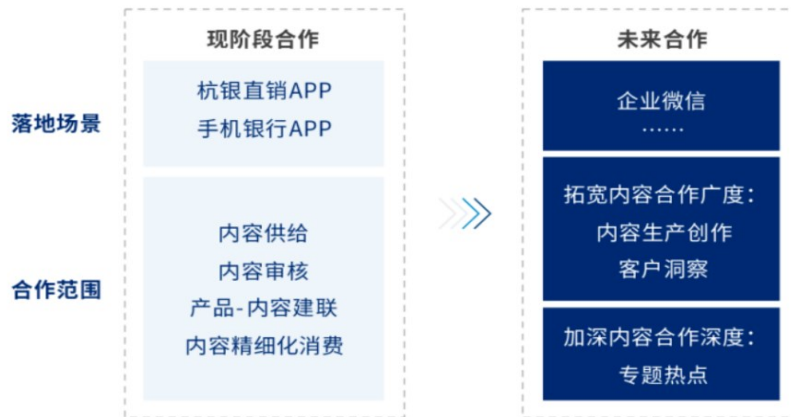 现阶段合作
未来合作
落地场景
杭银直销APP
手机银行APP
企业微信
……
合作范围
内容供给
内容审核
产品-内容建联
内容精细化消费
拓宽内容合作广度：
内容生产创作
客户洞察
加深内容合作深度：
专题热点